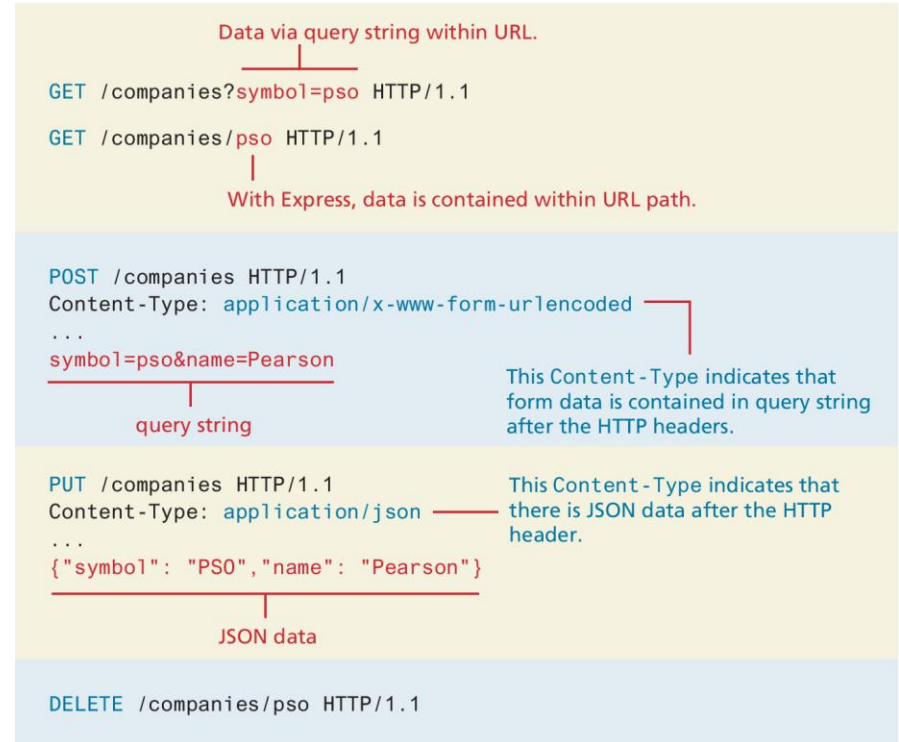 Data via query string within URL.
GET /companies?symbol=pso HTTP/1.1
GET /companies/pso HTTP/1.1
With Express, data is contained within URL path.
POST /companies HTTP/1.1
Content-Type: application/x-www-form-urlencoded
...
symbol=pso&name=Pearson
query string
This Content-Type indicates that
form data is contained in query string
after the HTTP headers.
PUT /companies HTTP/1.1
Content-Type: application/json
...
{"symbol": "PSO","name": "Pearson"}
JSON data
This Content-Type indicates that
there is JSON data after the HTTP
header.
DELETE /companies/pso HTTP/1.1